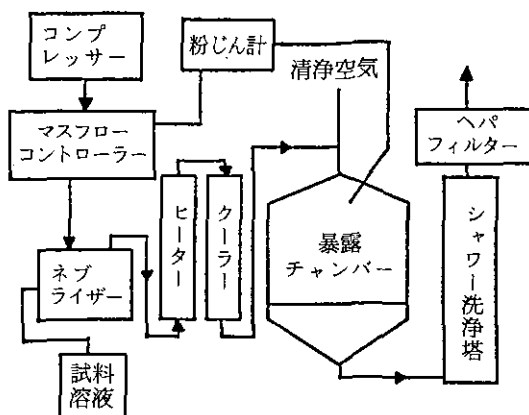 コンプ
レッサー
粉じん計
清浄空気
マスフロー
コントローラー
ヘパ
フィルター
ヒーター
クーラー
暴露
チャンバー
シャワー洗浄塔
ネブ
ライザー
試料
溶液